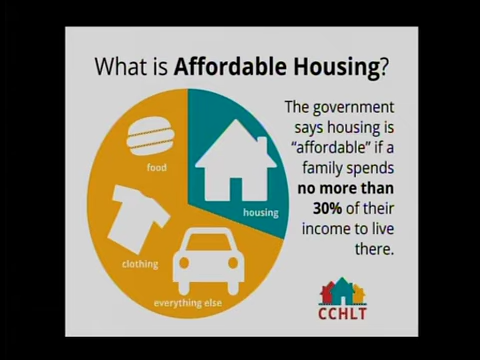 What is Affordable Housing?
The government
says housing is
“affordable” if a
family spends
no more than
30% of their
income to live
there.
food
housing
clothing
everything else
CCHLT